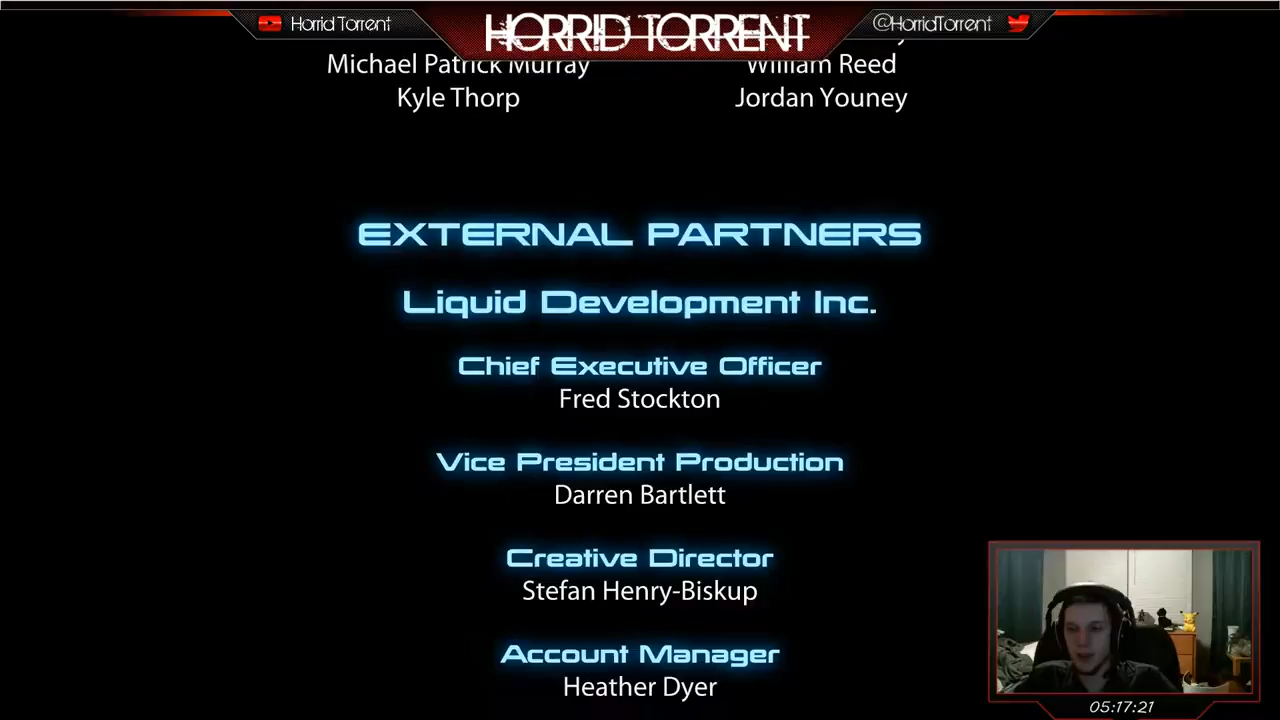 Horrid Torrent
HORRID TORRENT
@HorridTorrent
Michael Patrick Murray
William Reed
Kyle Thorp
Jordan Youney
EXTERNAL PARTNERS
Liquid Development Inc.
Chief Executive Officer
Fred Stockton
Vice President Production
Darren Bartlett
Creative Director
Stefan Henry-Biskup
Account Manager
Heather Dyer
05:17:21